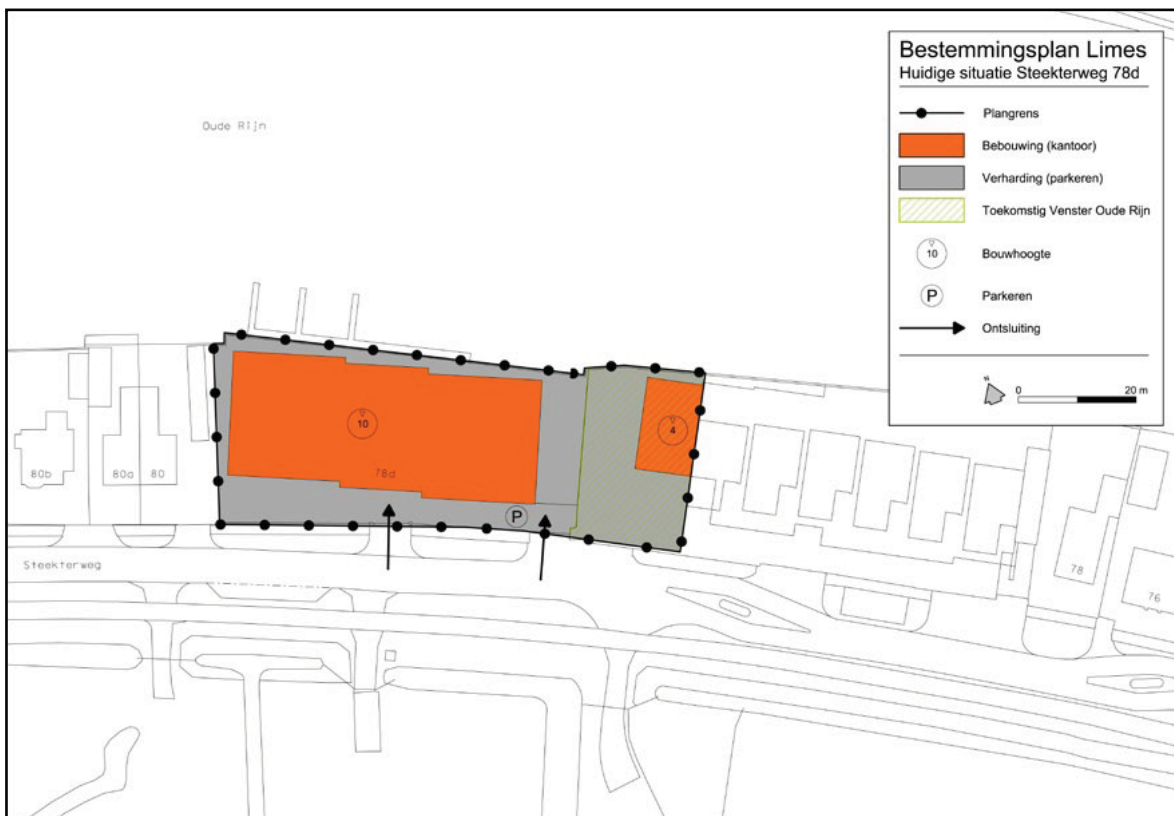 Bestemmingsplan Limes
Huidige situatie Steekterweg 78d
Plangrens
Bebouwing (kantoor)
Verharding (parkeren)
Toekomstig Venster Oude Rijn
10
Bouwhoogte
P
Parkeren
Ontsluiting
0
20 m
Oude Rijn
10
4
80b
80a
80
78d
P
Steekterweg
78
76